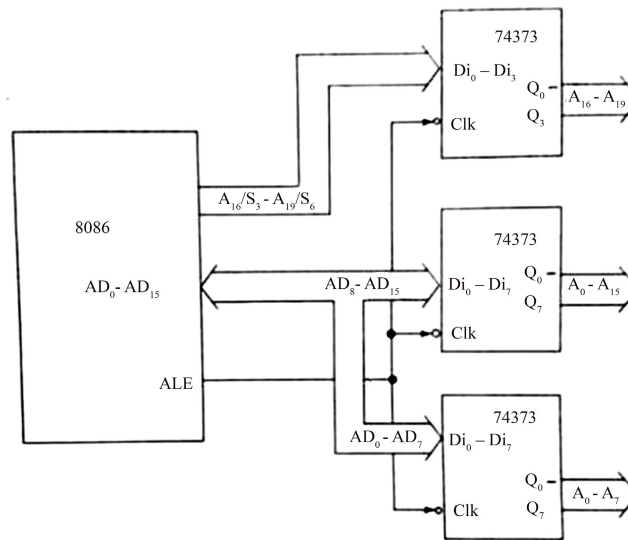 74373
Di₀ – Di₃
Q₀
A₁₆ – A₁₉
Q₃
Clk
A₁₆/S₃ - A₁₉/S₆
8086
74373
AD₀- AD₁₅
AD₈ – AD₁₅
Di₀ – Di₇
Q₀
A₀ - A₁₅
Q₇
Clk
ALE
74373
AD₀ - AD₇
Di₀ – Di₇
Q₀
A₀ - A₇
Q₇
Clk